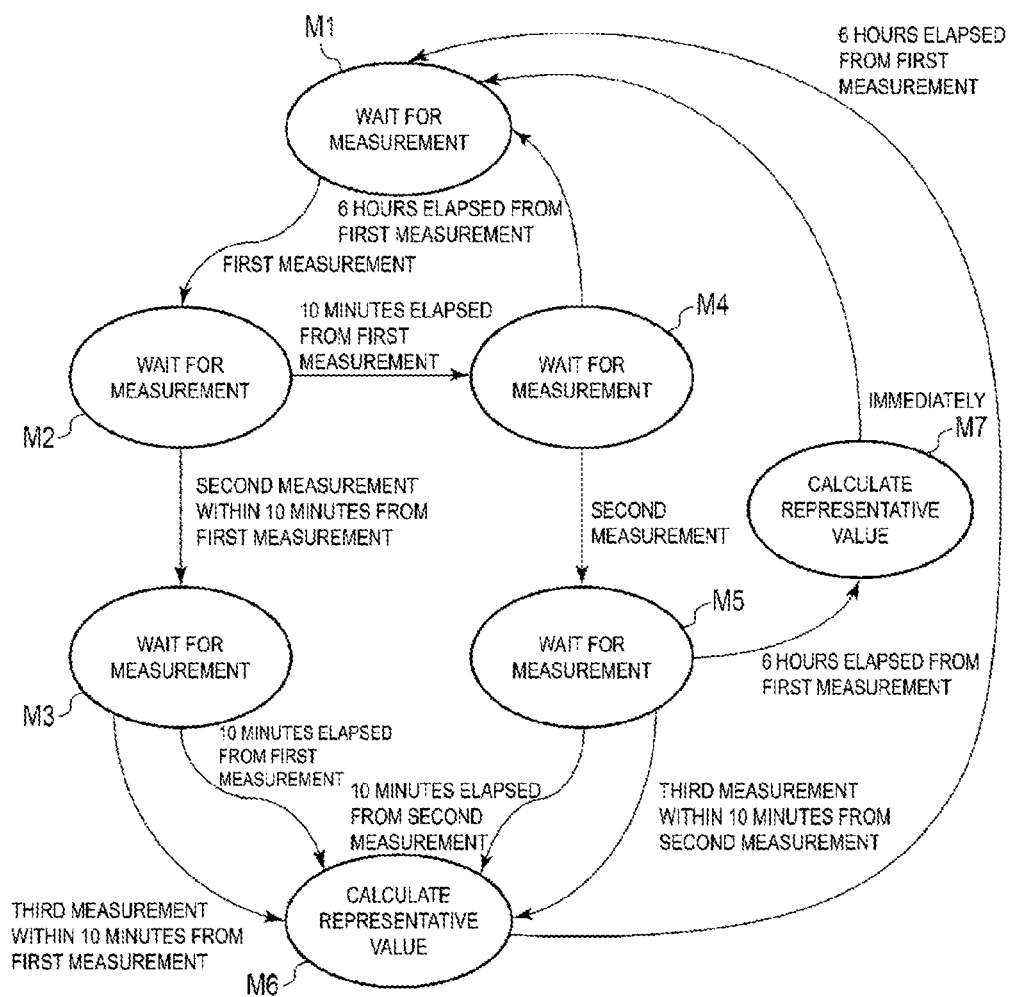 M1
6 HOURS ELAPSED
FROM FIRST
MEASUREMENT
WAIT FOR
MEASUREMENT
6 HOURS ELAPSED FROM
FIRST MEASUREMENT
FIRST MEASUREMENT
10 MINUTES ELAPSED
FROM FIRST
MEASUREMENT
M4
WAIT FOR
MEASUREMENT
WAIT FOR
MEASUREMENT
M2
IMMEDIATELY
M7
CALCULATE
REPRESENTATIVE
VALUE
SECOND MEASUREMENT
WITHIN 10 MINUTES FROM
FIRST MEASUREMENT
SECOND
MEASUREMENT
M5
WAIT FOR
MEASUREMENT
WAIT FOR
MEASUREMENT
6 HOURS ELAPSED FROM
FIRST MEASUREMENT
M3
10 MINUTES ELAPSED
FROM FIRST
MEASUREMENT
10 MINUTES ELAPSED
FROM SECOND
MEASUREMENT
THIRD MEASUREMENT
WITHIN 10 MINUTES FROM
SECOND MEASUREMENT
CALCULATE
REPRESENTATIVE
VALUE
THIRD MEASUREMENT
WITHIN 10 MINUTES FROM
FIRST MEASUREMENT
M6